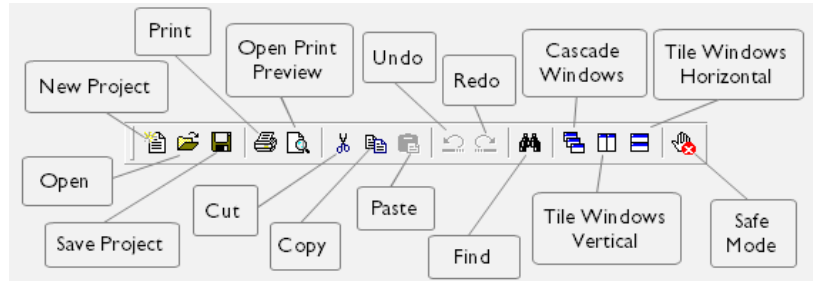 Print
Open Print
Preview
Undo
Redo
Cascade
Windows
Tile Windows
Horizontal
New Project
Open
Save Project
Cut
Copy
Paste
Find
Tile Windows
Vertical
Safe
Mode